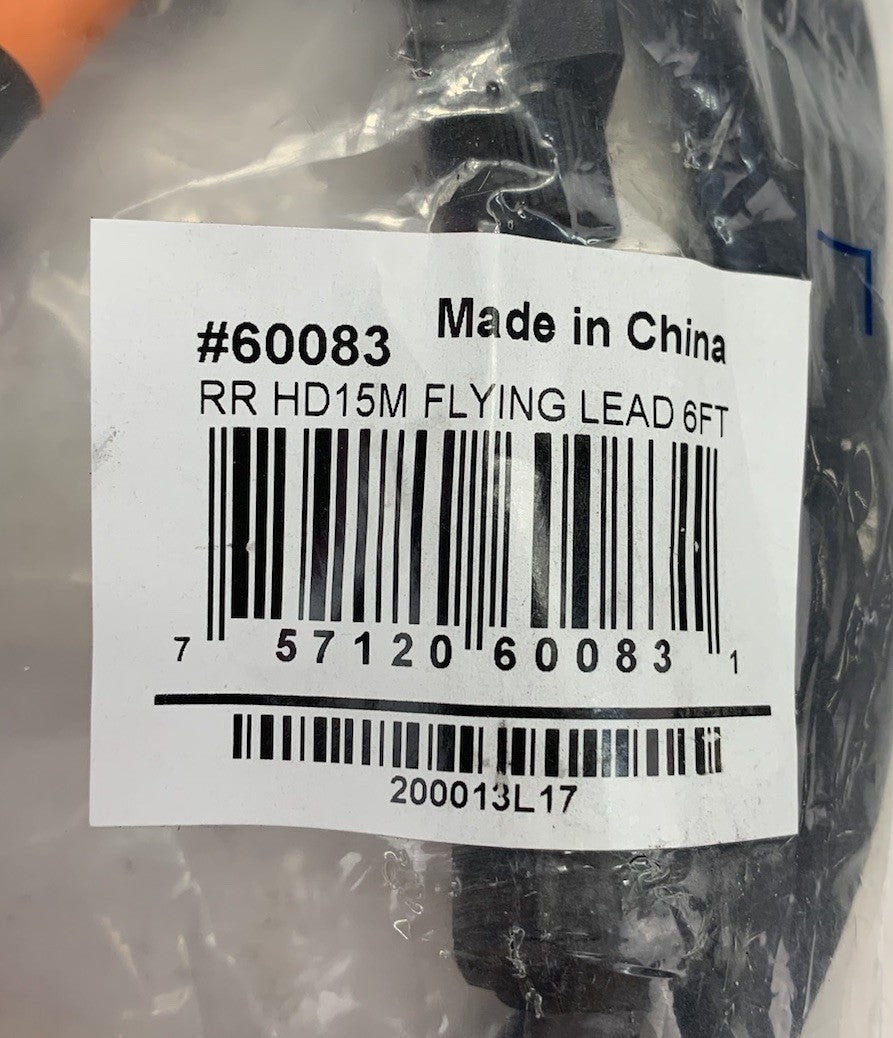 #60083 Made in China
RR HD15M FLYING LEAD 6FT
7 57120 60083 1
200013L17